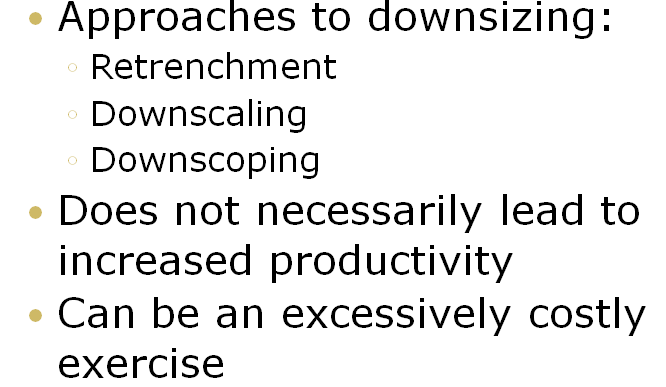 • Approaches to downsizing:
◦ Retrenchment
◦ Downscaling
◦ Downscoping
• Does not necessarily lead to
increased productivity
• Can be an excessively costly
exercise